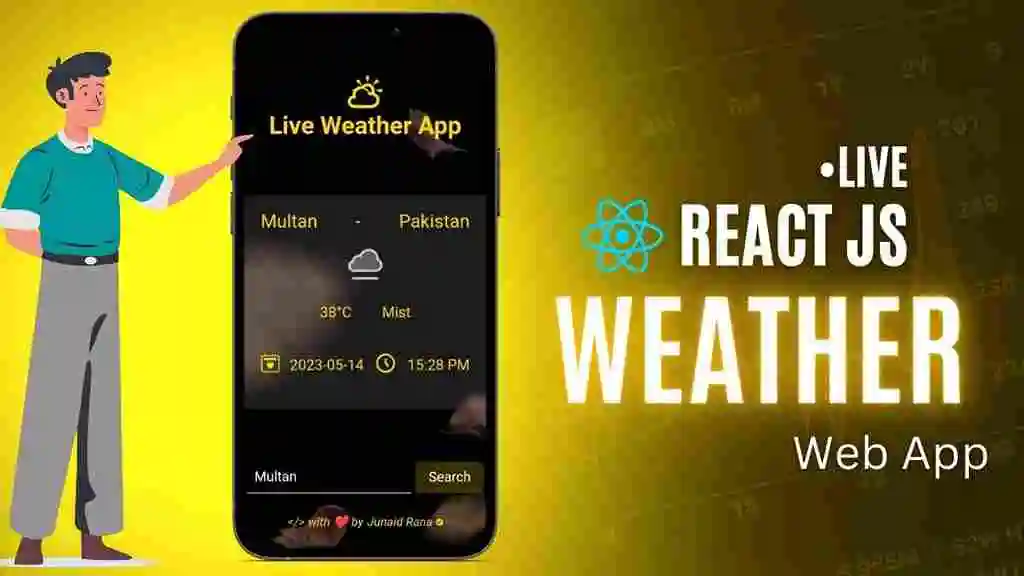 Live Weather App
Multan - Pakistan
38°C Mist
2023-05-14 15:28 PM
Multan Search
</> with ❤ by Junaid Rana
•LIVE
REACT JS
WEATHER
Web App